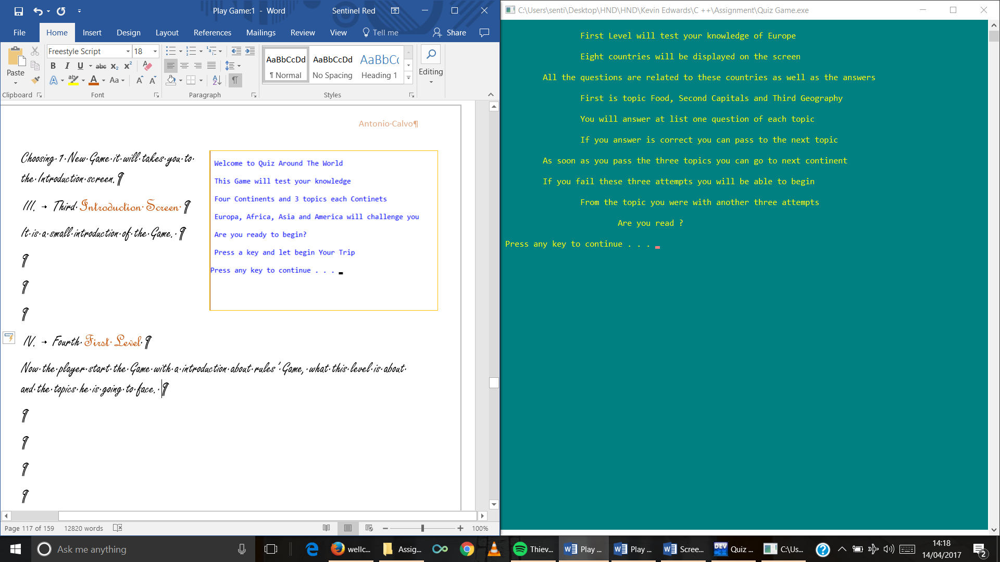 Play Game:1 - Word
Sentinel Red
File
Home
Insert
Design
Layout
References
Mailings
Review
View
Tell me
Share
Paste
Clipboard
Freestyle Script
18
B I U abc x₂ x²
Aa
Font
Paragraph
AaBbCcDd
¶ Normal
AaBbCcDd
No Spacing
AaBbCc
Heading 1
Styles
Editing
Antonio·Calvo¶
Choosing·1·New·Game·it·will·takes·you·to·
the·Introduction·screen.¶
III. → Third·Introduction·Screen·¶
It·is·a·small·introduction·of·the·Game.·¶
¶
¶
¶
Welcome to Quiz Around The World
This Game will test your knowledge
Four Continents and 3 topics each Continets
Europa, Africa, Asia and America will challenge you
Are you ready to begin?
Press a key and let begin Your Trip
Press any key to continue . . .
IV. → Fourth·First·Level·¶
Now·the·player·start·the·Game·with·a·introduction·about·rules'·Game,·what·this·level·is·about·
and·the·topics·he·is·going·to·face.·¶
¶
¶
¶
¶
Page 117 of 159
12820 words
100%
C:\Users\senti\Desktop\HND\HND\Kevin Edwards\C ++\Assignment\Quiz Game.exe
First Level will test your knowledge of Europe
Eight countries will be displayed on the screen
All the questions are related to these countries as well as the answers
First is topic Food, Second Capitals and Third Geography
You will answer at list one question of each topic
If you answer is correct you can pass to the next topic
As soon as you pass the three topics you can go to next continent
If you fail these three attempts you will be able to begin
From the topic you were with another three attempts
Are you read ?
Press any key to continue . . .
Ask me anything
wellc...
Assig...
Thiev...
Play ...
Play ...
Scree...
DEV
Quiz ...
C:\Us...
14:18
14/04/2017
2